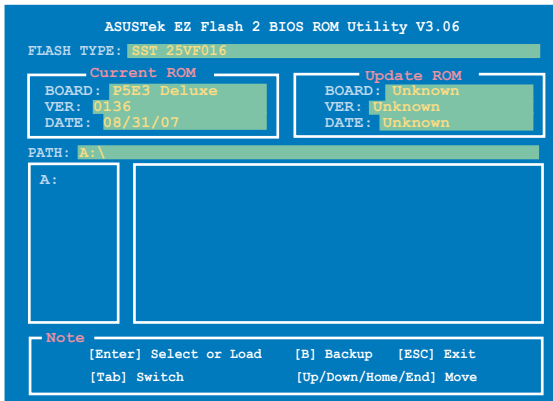 ASUSTek EZ Flash 2 BIOS ROM Utility V3.06
FLASH TYPE: SST 25VF016
Current ROM
BOARD: P5E3 Deluxe
VER: 0136
DATE: 08/31/07
Update ROM
BOARD: Unknown
VER: Unknown
DATE: Unknown
PATH: A:\
A:
Note
[Enter] Select or Load [B] Backup [ESC] Exit
[Tab] Switch [Up/Down/Home/End] Move